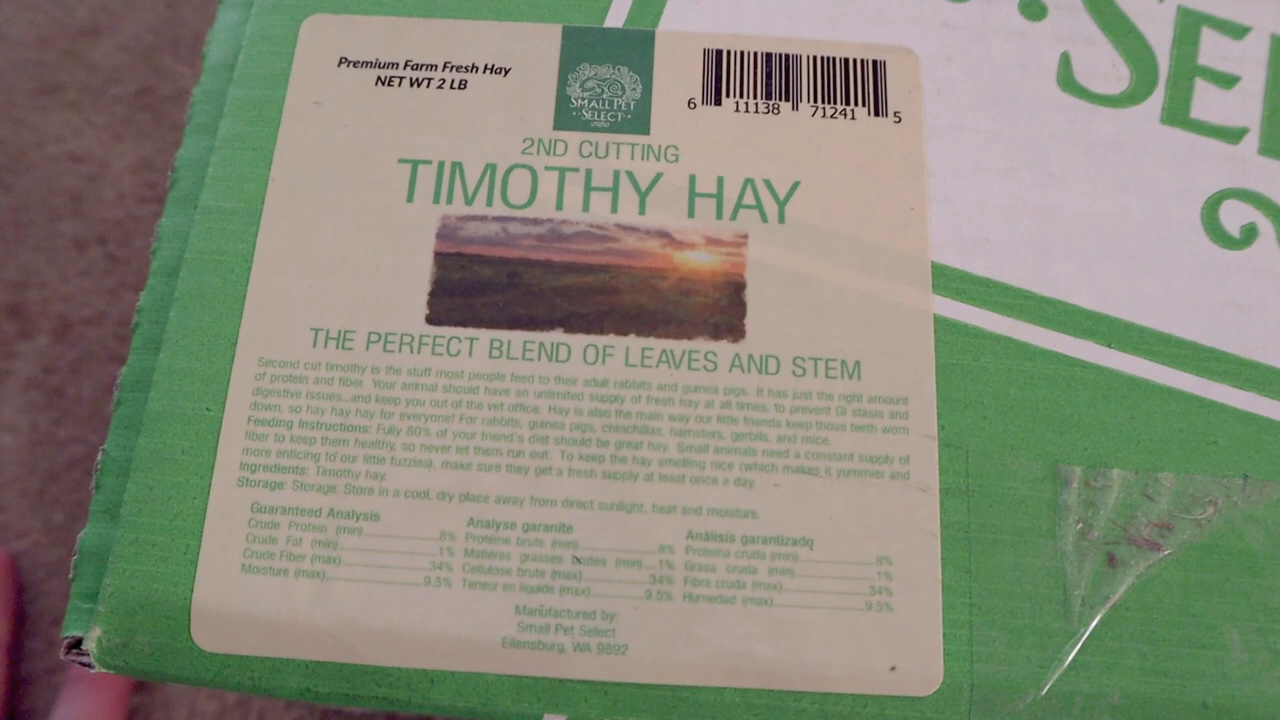 Premium Farm Fresh Hay
NET WT 2 LB
SMALL PET
SELECT
6 11138 71241 5
SE
2ND CUTTING
TIMOTHY HAY
THE PERFECT BLEND OF LEAVES AND STEM
Second cut timothy is the stuff most people feed to their adult rabbits and guinea pigs. It has just the right amount
of protein and fiber. Your animal should have an unlimited supply of fresh hay at all times, to prevent GI stasis and
digestive issues...and keep you out of the vet office. Hay is also the main way our little friends keep those teeth worn
down, so hay hay hay for everyone! For rabbits, guinea pigs, chinchillas, hamsters, gerbils, and mice.
Feeding Instructions: Fully 80% of your friend's diet should be great hay. Small animals need a constant supply of
fiber to keep them healthy, so never let them run out. To keep the hay smelling nice (which makes it yummier and
more enticing to our little fuzzies), make sure they get a fresh supply at least once a day.
Ingredients: Timothy hay.
Storage: Storage: Store in a cool, dry place away from direct sunlight, heat and moisture.
Guaranteed Analysis
Crude Protein (min)..........8%
Crude Fat (min)..........1%
Crude Fiber (max)..........34%
Moisture (max)..........9.5%
Analyse garanite
Proteine brute (min)..........8%
Matières grasses brutes (min)....1%
Cellulose brute (max)..........34%
Teneur en liquide (max)..........9.5%
Análisis garantizado
Proteina cruda (min)..........8%
Grasa cruda (min)..........1%
Fibra cruda (max)..........34%
Humedad (max)..........9.5%
Manufactured by:
Small Pet Select
Ellensburg, WA 9892